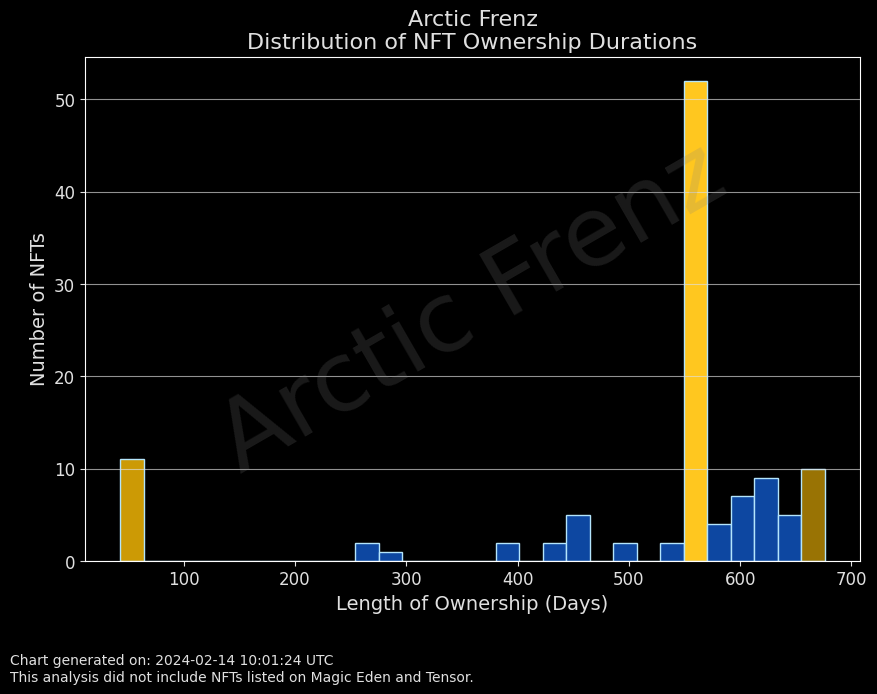 Arctic Frenz
Distribution of NFT Ownership Durations
Number of NFTs
50
40
30
20
10
0
Arctic Frenz
100 200 300 400 500 600 700
Length of Ownership (Days)
Chart generated on: 2024-02-14 10:01:24 UTC
This analysis did not include NFTs listed on Magic Eden and Tensor.